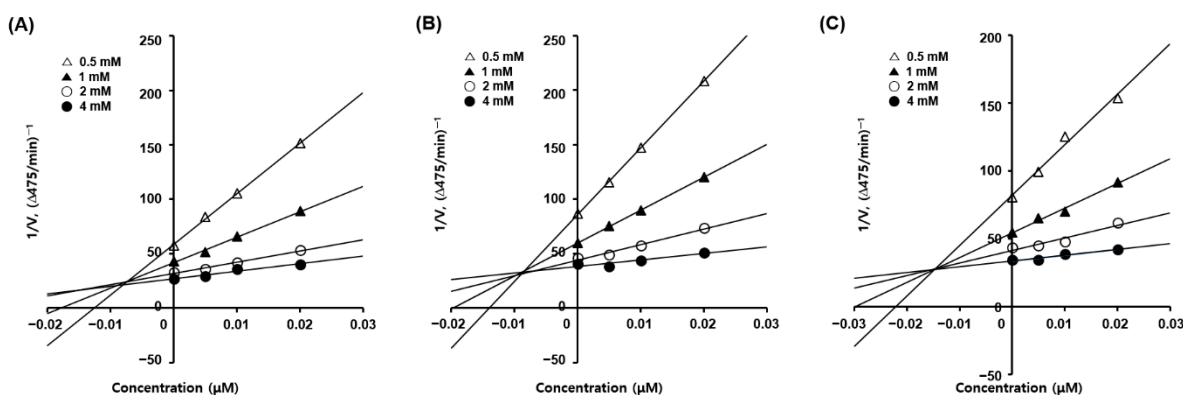 (A)
△ 0.5 mM
▲ 1 mM
○ 2 mM
● 4 mM
1/V, (Δ475/min)⁻¹
250
200
150
100
50
0
−50
−0.02
−0.01
0
0.01
0.02
0.03
Concentration (μM)
(B)
△ 0.5 mM
▲ 1 mM
○ 2 mM
● 4 mM
1/V, (Δ475/min)⁻¹
250
200
150
100
50
0
−50
−0.02
−0.01
0
0.01
0.02
0.03
Concentration (μM)
(C)
△ 0.5 mM
▲ 1 mM
○ 2 mM
● 4 mM
1/V, (Δ475/min)⁻¹
200
150
100
50
0
−50
−0.03
−0.02
−0.01
0
0.01
0.02
0.03
Concentration (μM)